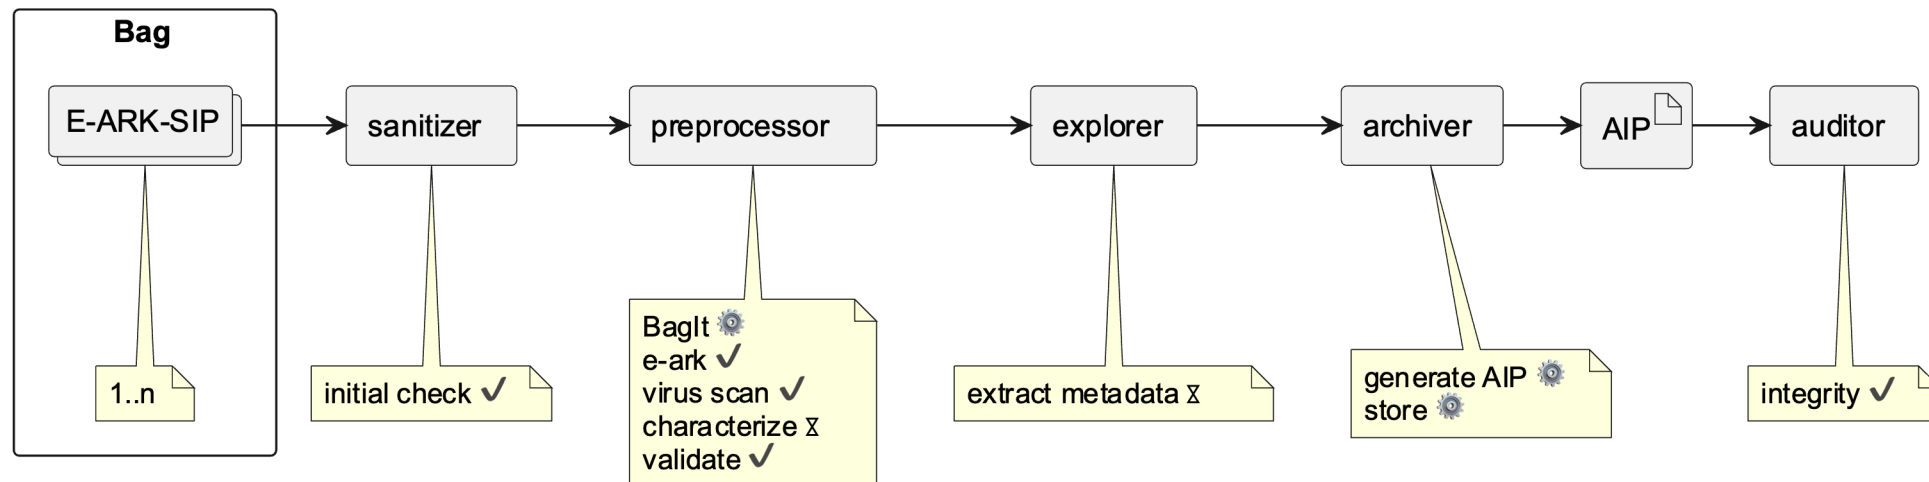 Bag
E-ARK-SIP
sanitizer
preprocessor
explorer
archiver
AIP
auditor
1..n
initial check ✔
BagIt ⚙
e-ark ✔
virus scan ✔
characterize ⧖
validate ✔
extract metadata ⧖
generate AIP ⚙
store ⚙
integrity ✔